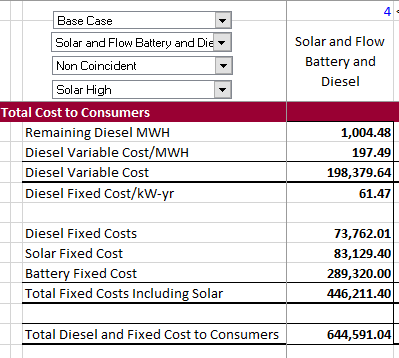 Base Case
4
Solar and Flow Battery and Die
Solar and Flow
Battery and
Diesel
Non Coincident
Solar High
Total Cost to Consumers
Remaining Diesel MWH 1,004.48
Diesel Variable Cost/MWH 197.49
Diesel Variable Cost 198,379.64
Diesel Fixed Cost/kW-yr 61.47
Diesel Fixed Costs 73,762.01
Solar Fixed Cost 83,129.40
Battery Fixed Cost 289,320.00
Total Fixed Costs Including Solar 446,211.40
Total Diesel and Fixed Cost to Consumers 644,591.04